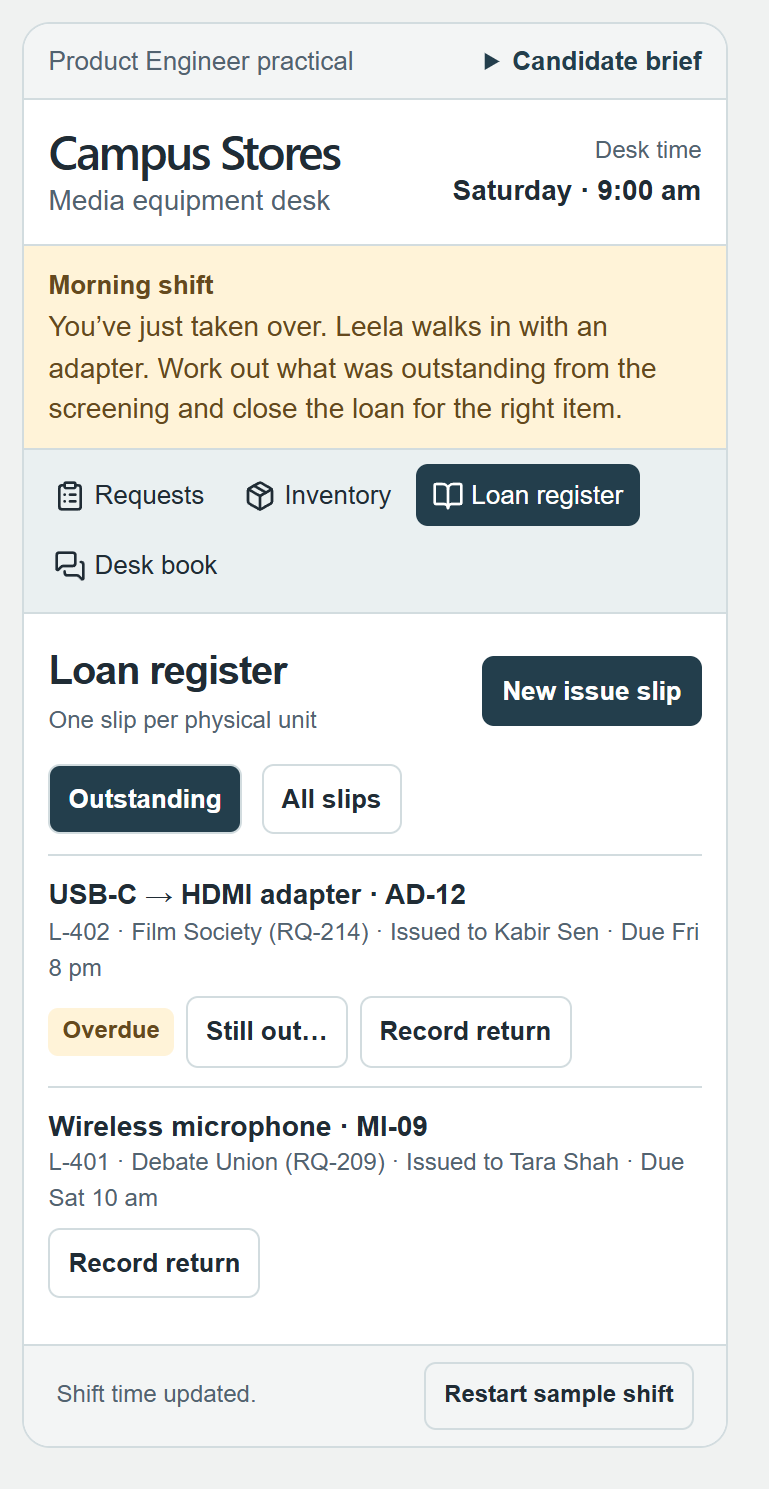 Product Engineer practical
▶ Candidate brief
Campus Stores
Media equipment desk
Desk time
Saturday · 9:00 am
Morning shift
You’ve just taken over. Leela walks in with an
adapter. Work out what was outstanding from the
screening and close the loan for the right item.
Requests
Inventory
Loan register
Desk book
Loan register
One slip per physical unit
New issue slip
Outstanding
All slips
USB-C → HDMI adapter · AD-12
L-402 · Film Society (RQ-214) · Issued to Kabir Sen · Due Fri
8 pm
Overdue
Still out…
Record return
Wireless microphone · MI-09
L-401 · Debate Union (RQ-209) · Issued to Tara Shah · Due
Sat 10 am
Record return
Shift time updated.
Restart sample shift